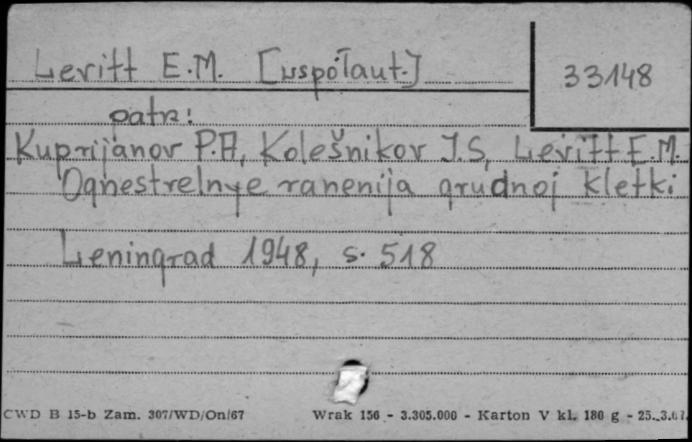 Levitt E.M. [współaut.]
33148
patrz:
Kuprijanov P.A, Kolešnikov J.S, Levitt E.M.
Ognestrelnye ranenija grudnoj kletki
Leningrad 1948, s. 518
CWD B 15-b Zam. 307/WD/On/67 Wrak 156 - 3.305.000 - Karton V kl. 180 g - 25.3.67